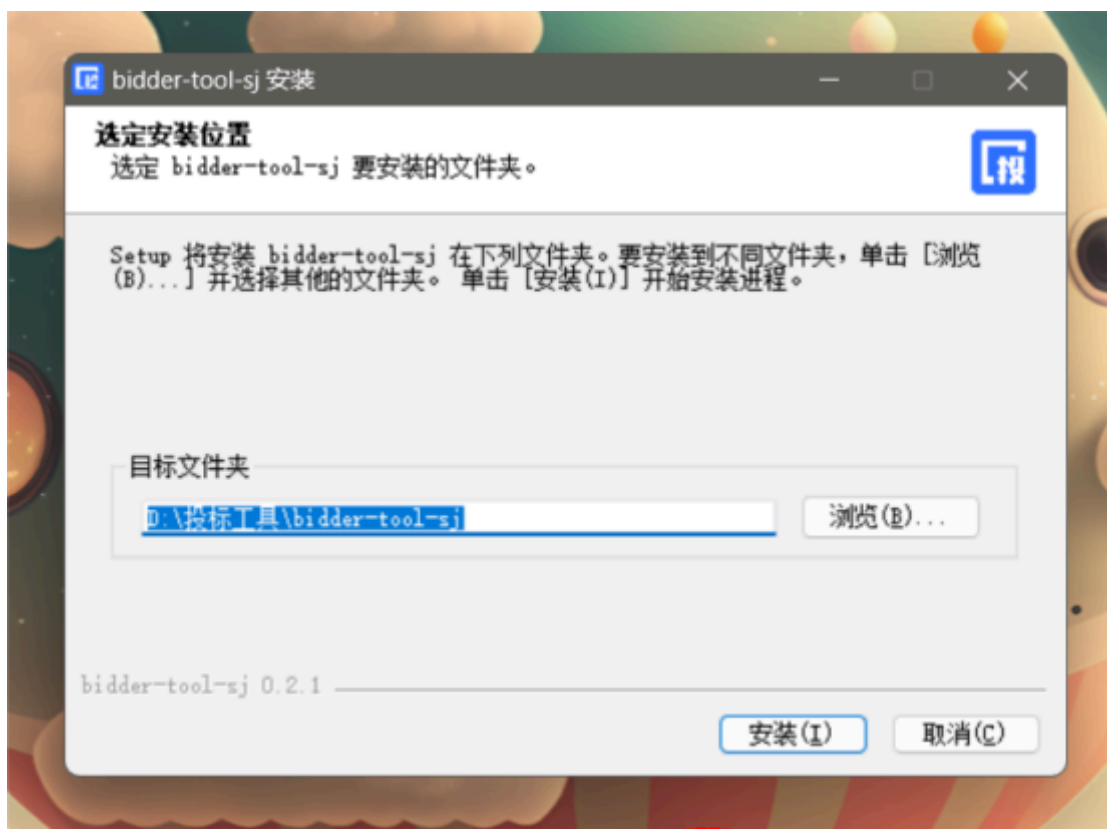 bidder-tool-sj 安装
选定安装位置
选定 bidder-tool-sj 要安装的文件夹。
投
Setup 将安装 bidder-tool-sj 在下列文件夹。要安装到不同文件夹，单击 [浏览
(B)...] 并选择其他的文件夹。 单击 [安装(I)] 开始安装进程。
目标文件夹
D:\投标工具\bidder-tool-sj
浏览(B)...
bidder-tool-sj 0.2.1
安装(I)
取消(C)